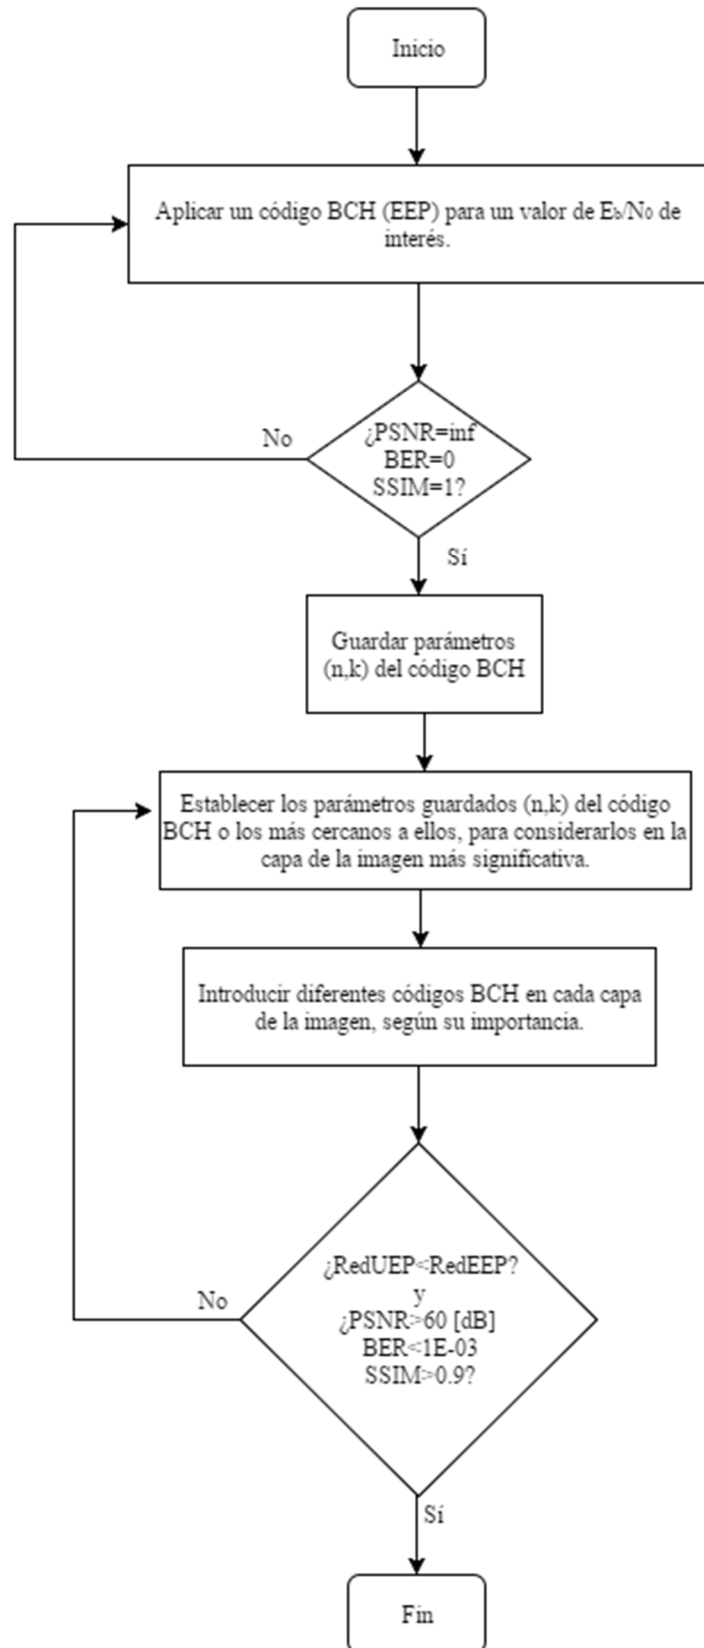 Inicio
Aplicar un código BCH (EEP) para un valor de Eb/N0 de
interés.
¿PSNR=inf
BER=0
SSIM=1?
No
Sí
Guardar parámetros
(n,k) del código BCH
Establecer los parámetros guardados (n,k) del código
BCH o los más cercanos a ellos, para considerarlos en la
capa de la imagen más significativa.
Introducir diferentes códigos BCH en cada capa
de la imagen, según su importancia.
¿RedUEP<RedEEP?
y
¿PSNR>60 [dB]
BER<1E-03
SSIM>0.9?
No
Sí
Fin